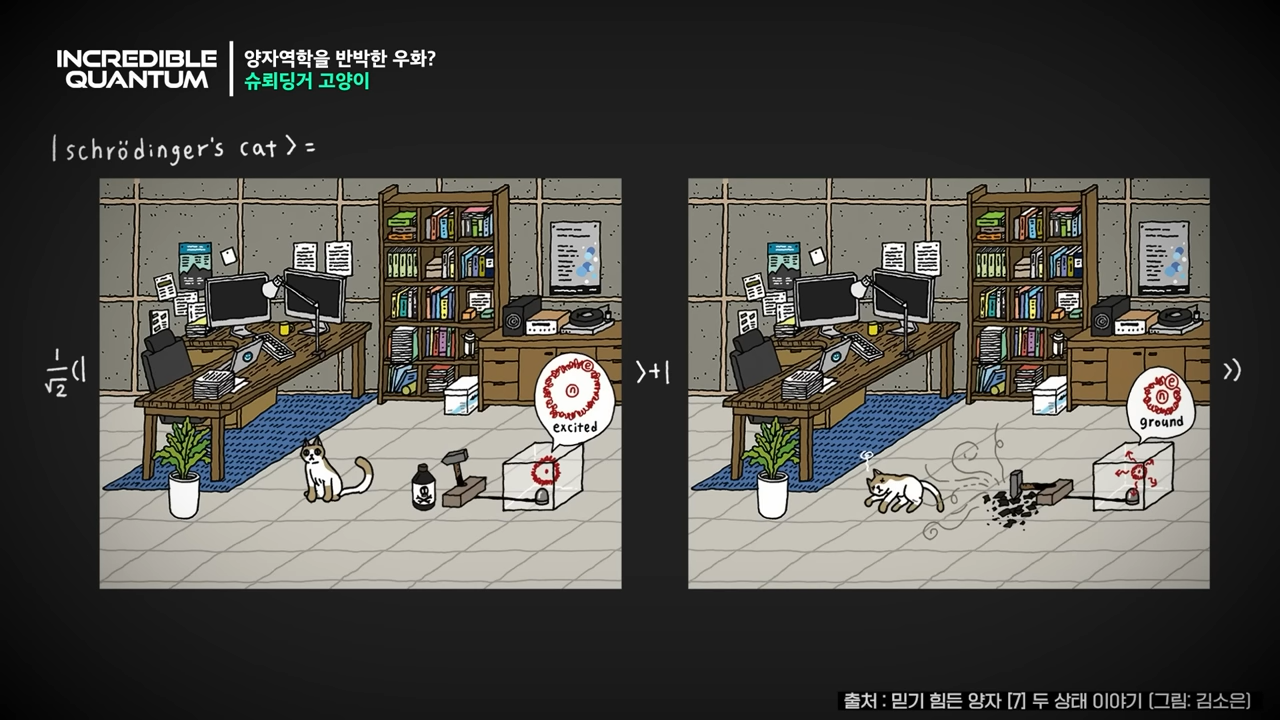 INCREDIBLE
QUANTUM
양자역학을 반박한 우화?
슈뢰딩거 고양이
|schrödinger's cat⟩=
1/√2(|
⟩+|
⟩)
n
e
excited
n
e
ground
γ
출처 : 믿기 힘든 양자 [7] 두 상태 이야기 (그림: 김소은)